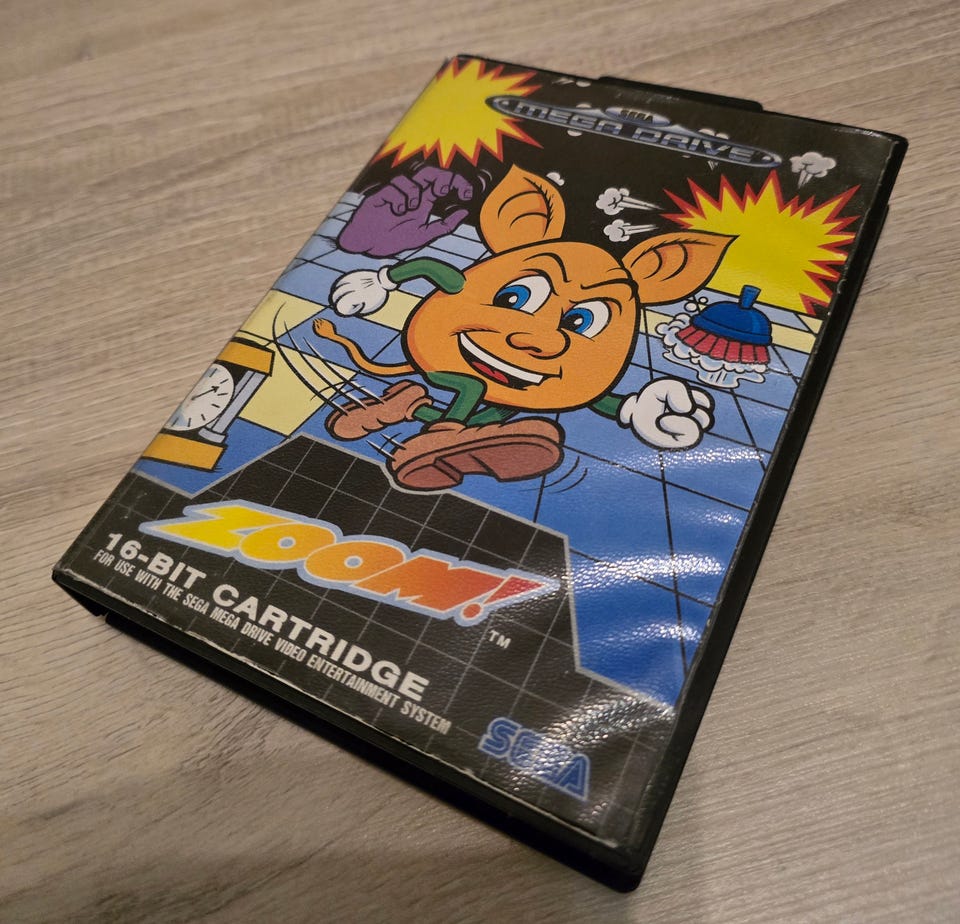 SEGA
MEGA DRIVE
ZOOM!
™
16-BIT CARTRIDGE
FOR USE WITH THE SEGA MEGA DRIVE VIDEO ENTERTAINMENT SYSTEM
SEGA